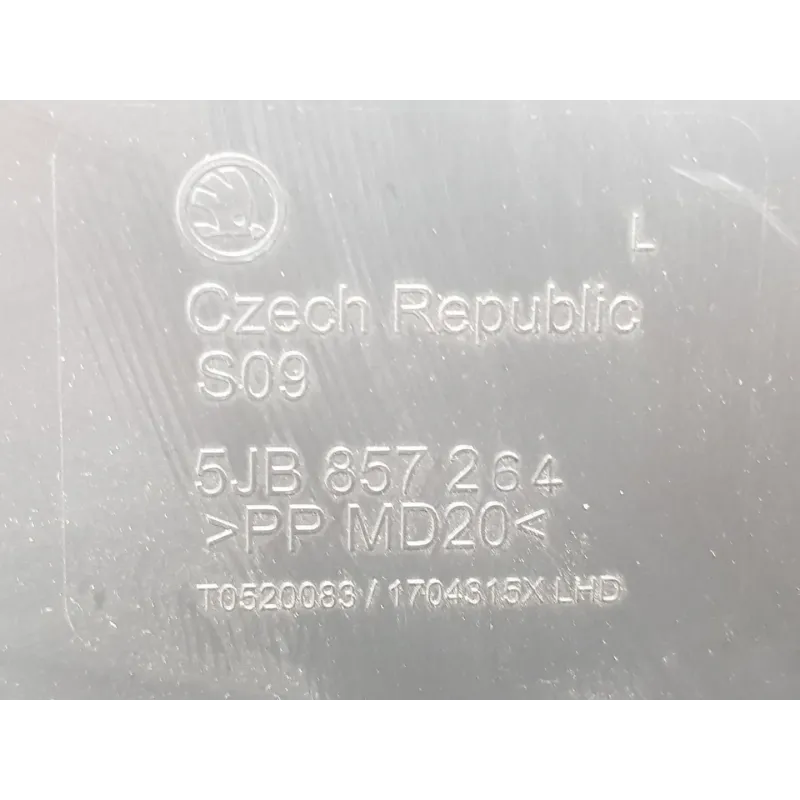 L
Czech Republic
S09
5JB 857 264
>PP MD20<
T0520083 / 1704315X LHD